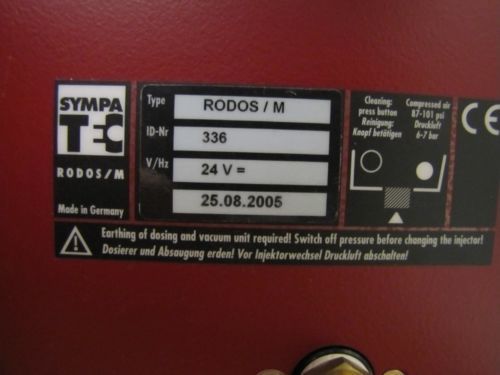 SYMPA
TEC
RODOS/M
Made in Germany
Type RODOS / M
ID-Nr 336
V/Hz 24 V =
25.08.2005
Cleaning:
press button
Reinigung:
Knopf betätigen
Compressed air
87-101 psi
Druckluft
6-7 bar
CE
Earthing of dosing and vacuum unit required! Switch off pressure before changing the injector!
Dosierer und Absaugung erden! Vor Injektorwechsel Druckluft abschalten!